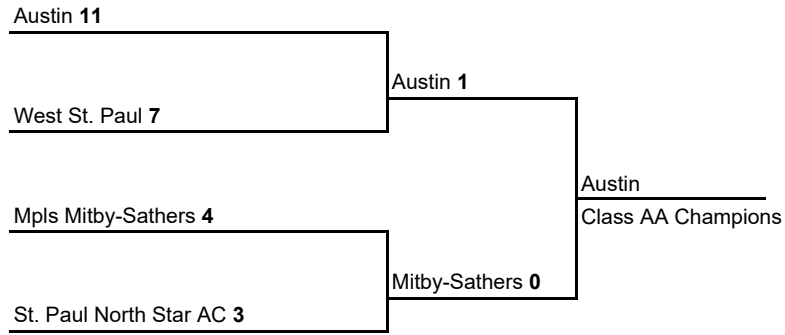 Austin 11
Austin 1
West St. Paul 7
Austin
Class AA Champions
Mpls Mitby-Sathers 4
Mitby-Sathers 0
St. Paul North Star AC 3